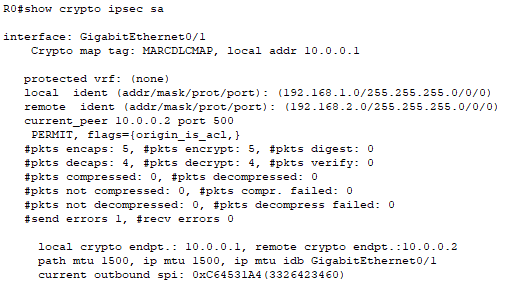 R0#show crypto ipsec sa
interface: GigabitEthernet0/1
Crypto map tag: MARCDLCMAP, local addr 10.0.0.1
protected vrf: (none)
local ident (addr/mask/prot/port): (192.168.1.0/255.255.255.0/0/0)
remote ident (addr/mask/prot/port): (192.168.2.0/255.255.255.0/0/0)
current_peer 10.0.0.2 port 500
PERMIT, flags={origin_is_acl,}
#pkts encaps: 5, #pkts encrypt: 5, #pkts digest: 0
#pkts decaps: 4, #pkts decrypt: 4, #pkts verify: 0
#pkts compressed: 0, #pkts decompressed: 0
#pkts not compressed: 0, #pkts compr. failed: 0
#pkts not decompressed: 0, #pkts decompress failed: 0
#send errors 1, #recv errors 0
local crypto endpt.: 10.0.0.1, remote crypto endpt.:10.0.0.2
path mtu 1500, ip mtu 1500, ip mtu idb GigabitEthernet0/1
current outbound spi: 0xC64531A4(3326423460)